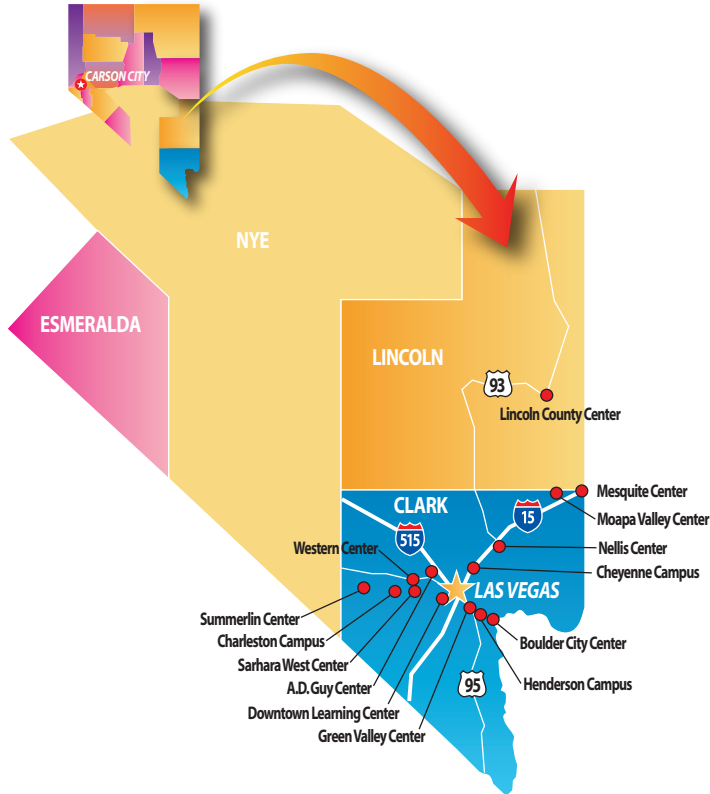 CARSON CITY
NYE
ESMERALDA
LINCOLN
93
Lincoln County Center
CLARK
Mesquite Center
15
Moapa Valley Center
515
Western Center
Nellis Center
Cheyenne Campus
LAS VEGAS
Summerlin Center
Charleston Campus
Boulder City Center
Sarhara West Center
A.D. Guy Center
95
Henderson Campus
Downtown Learning Center
Green Valley Center